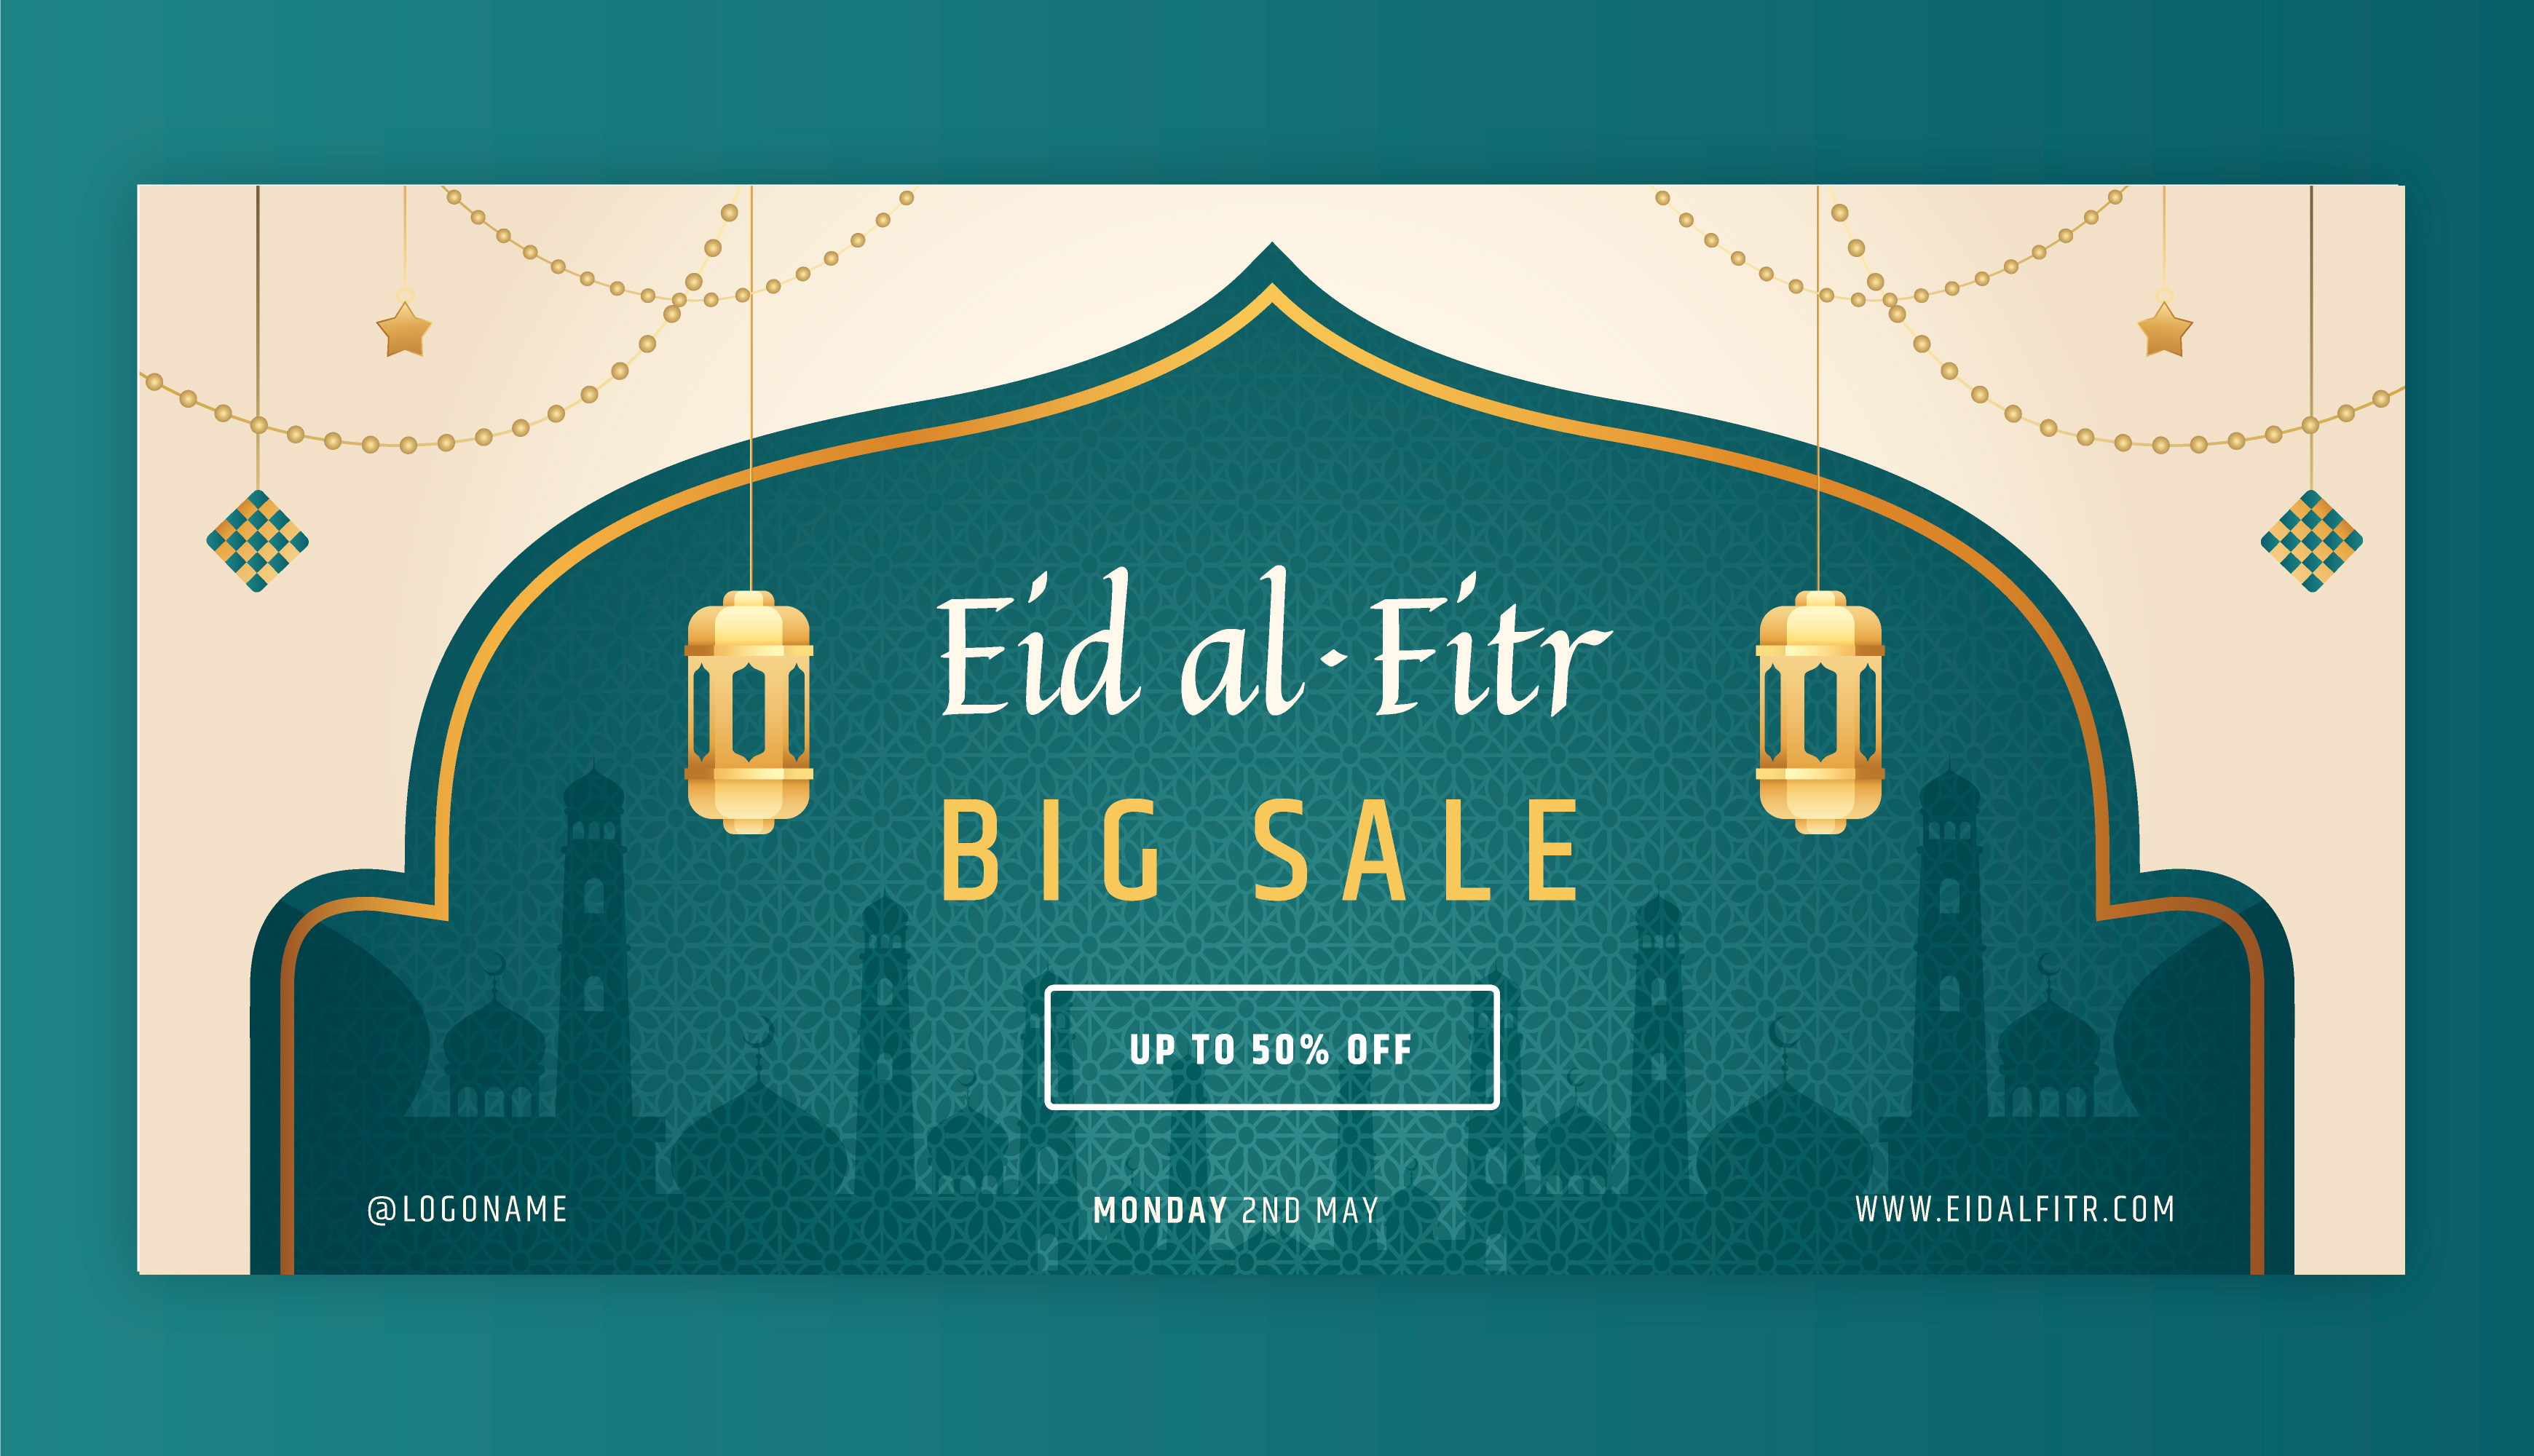 Eid al-Fitr
BIG SALE
UP TO 50% OFF
@LOGONAME
MONDAY 2ND MAY
WWW.EIDALFITR.COM